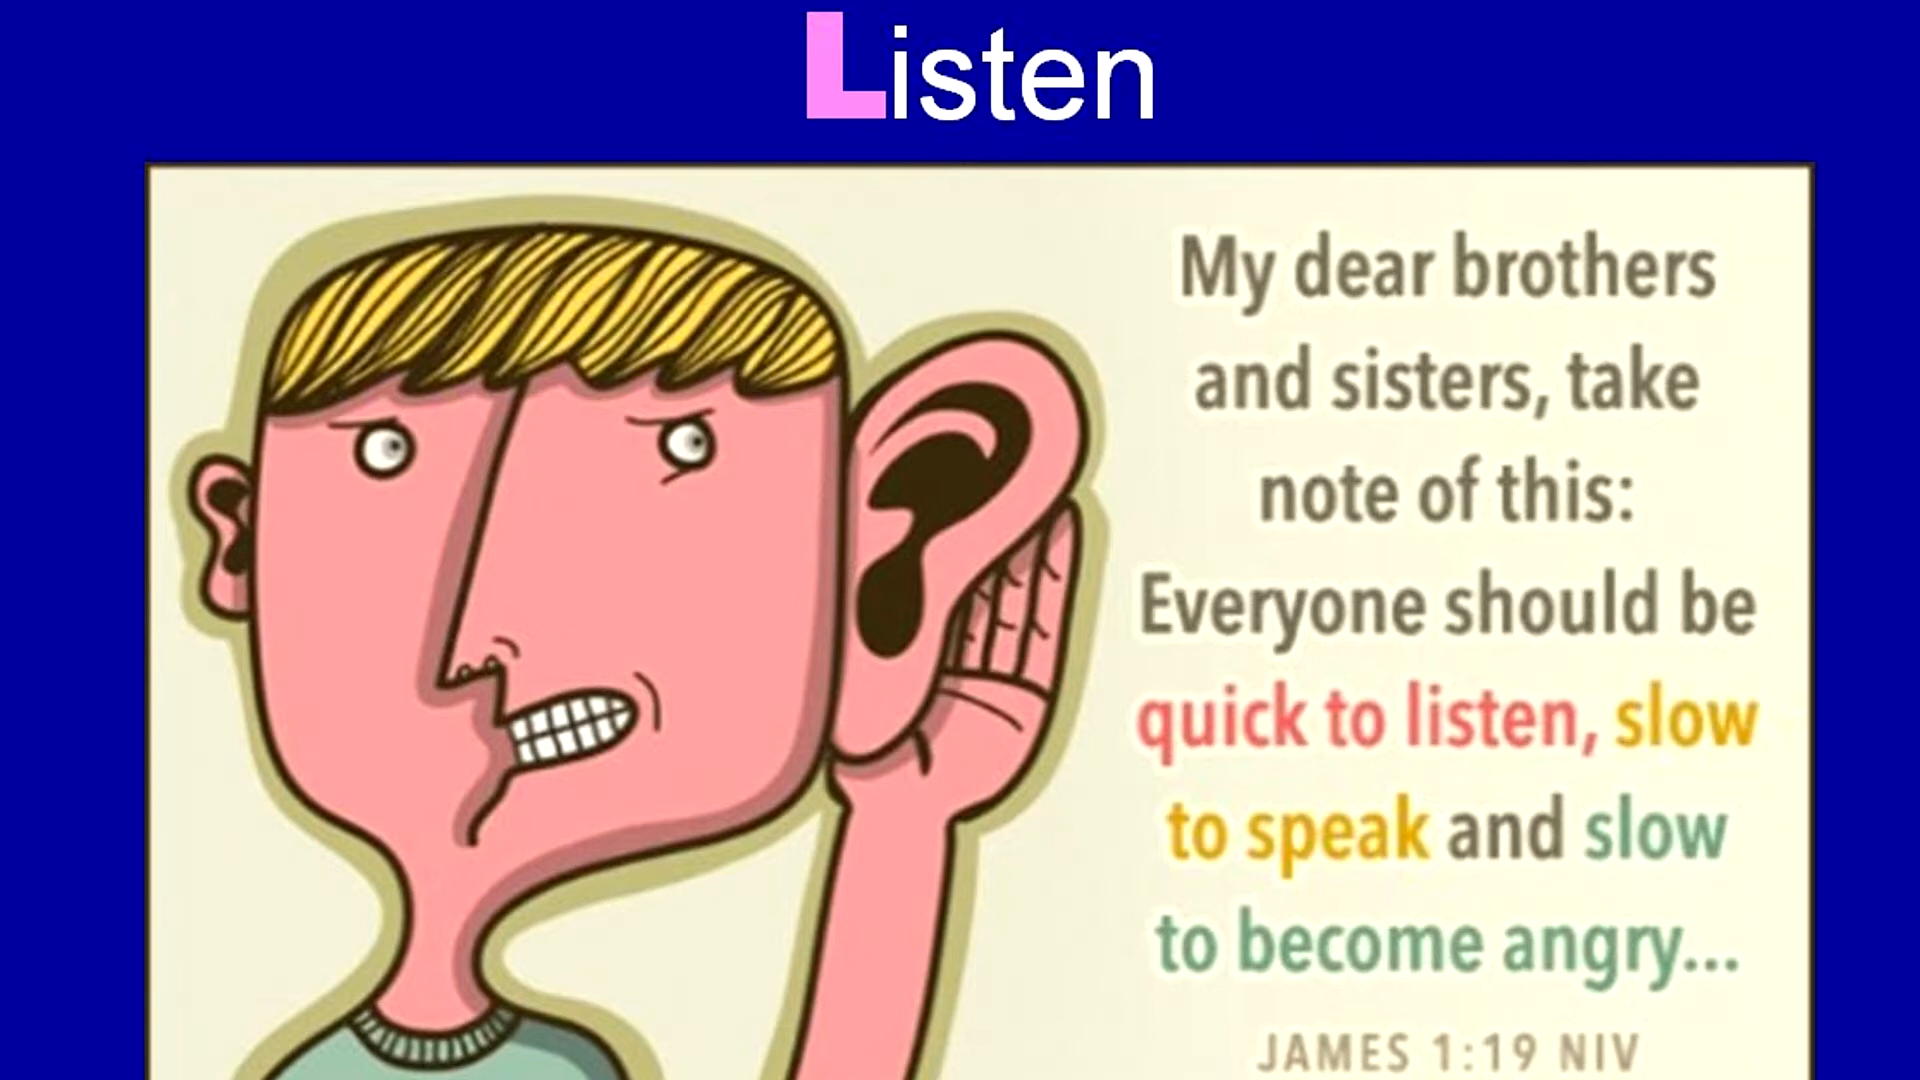 Listen
My dear brothers
and sisters, take
note of this:
Everyone should be
quick to listen, slow
to speak and slow
to become angry...
JAMES 1:19 NIV